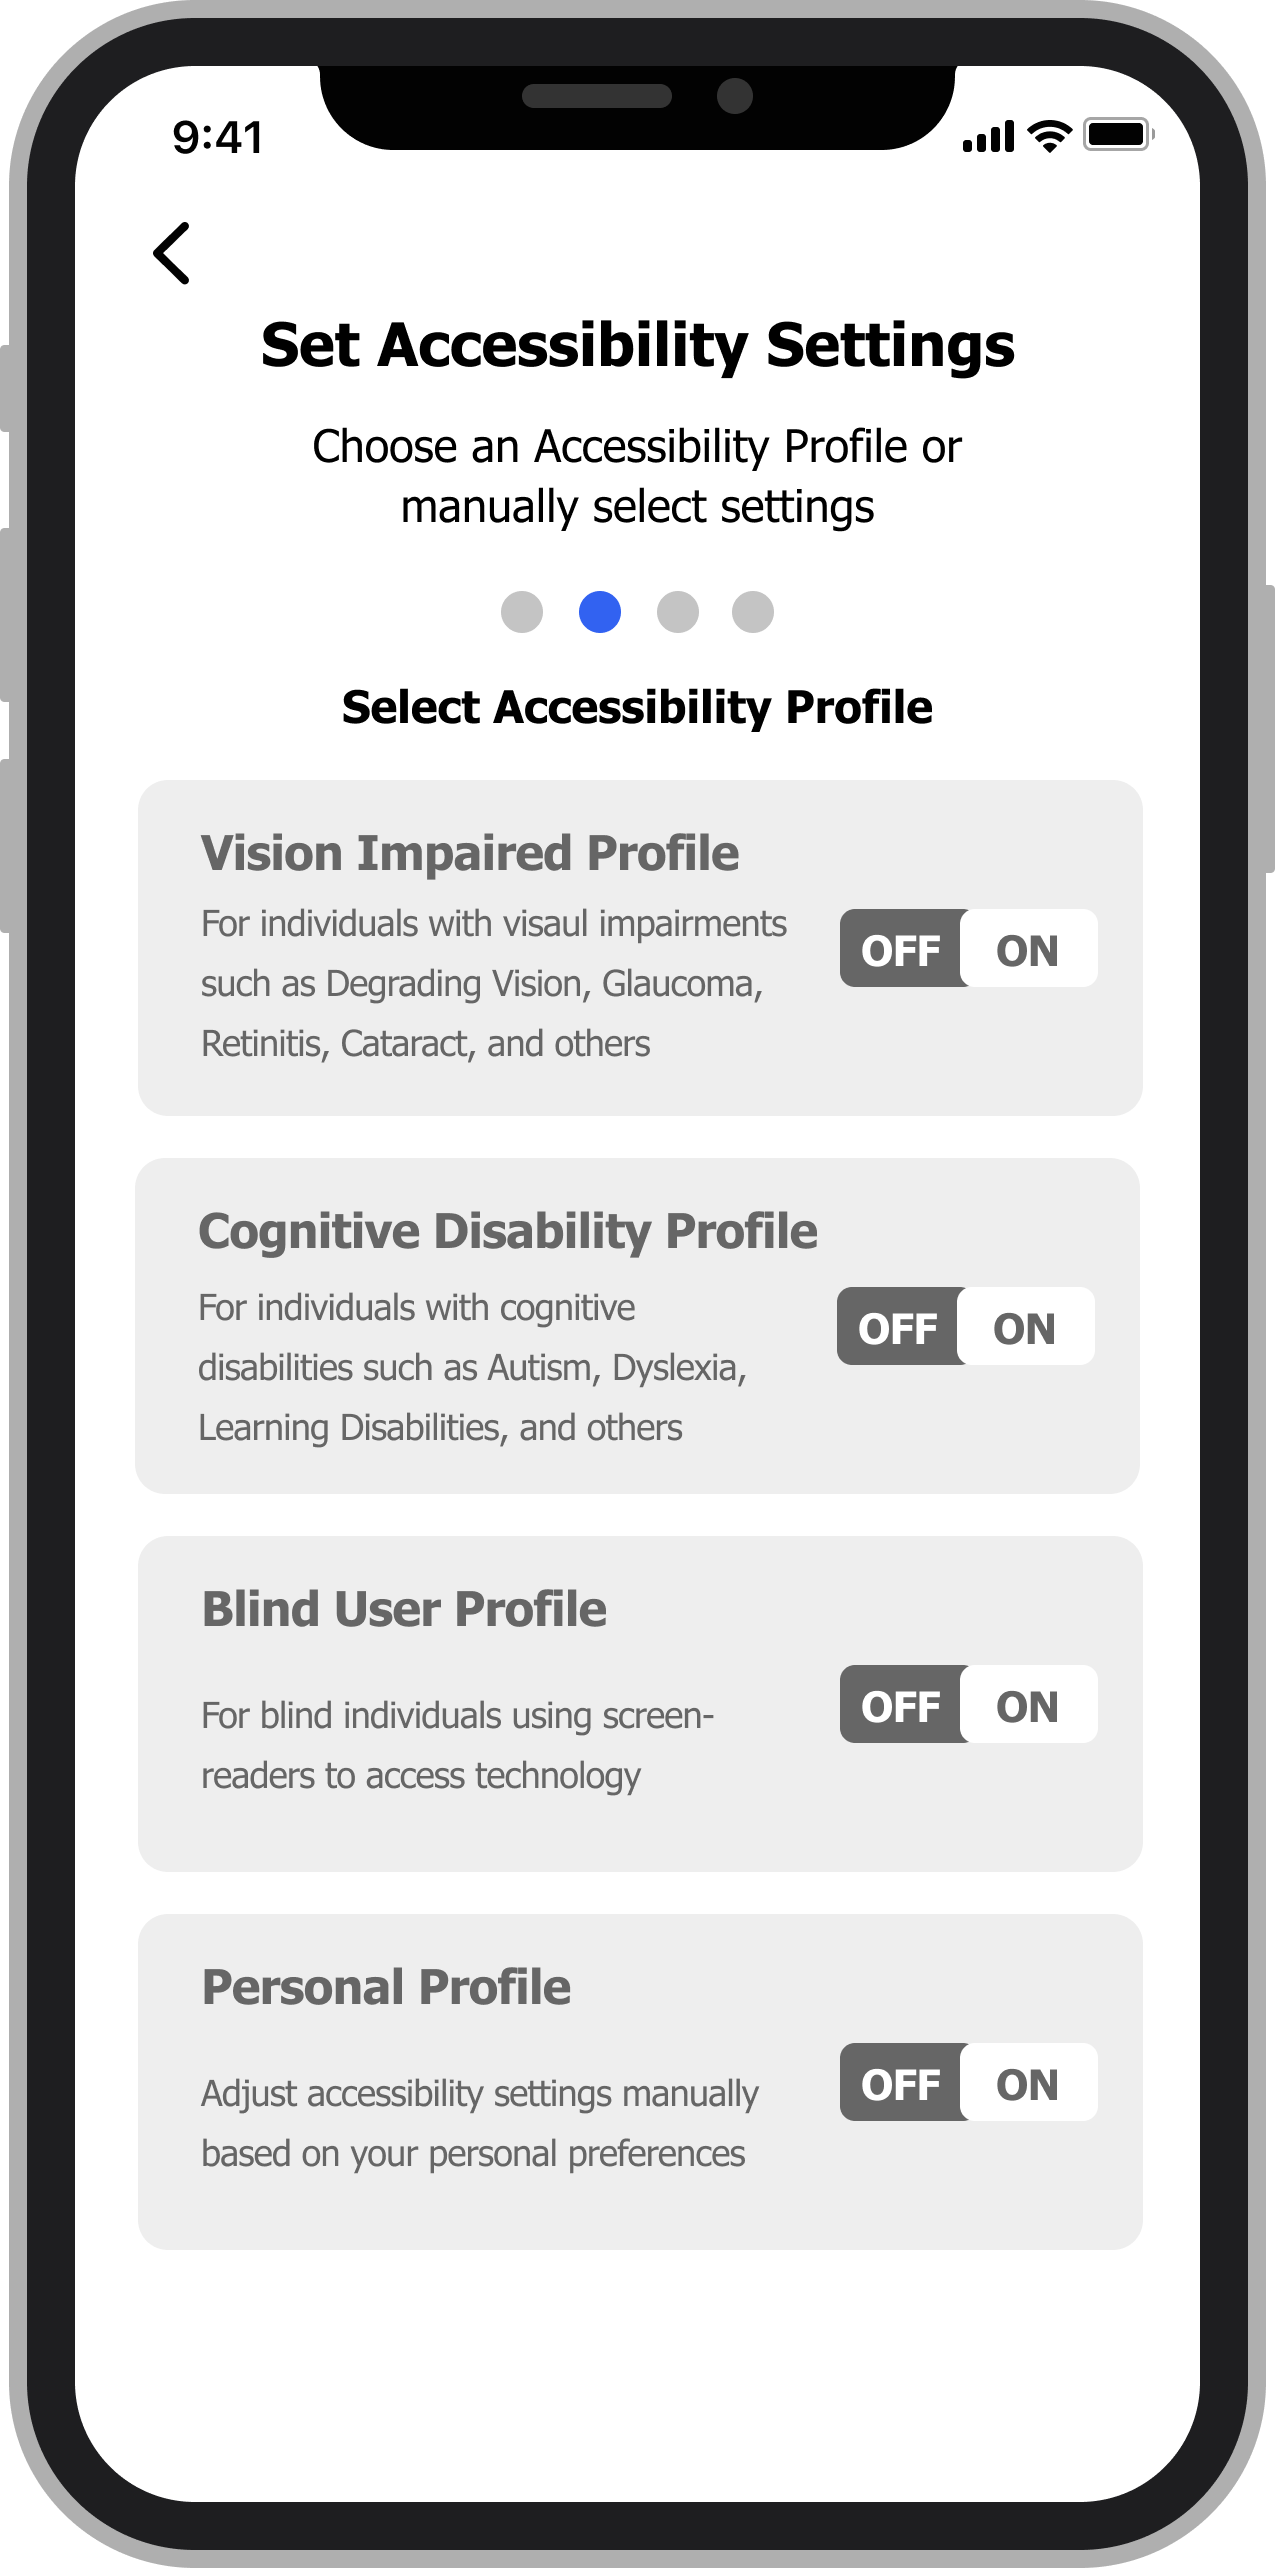 9:41
Set Accessibility Settings
Choose an Accessibility Profile or
manually select settings
Select Accessibility Profile
Vision Impaired Profile
For individuals with visaul impairments
such as Degrading Vision, Glaucoma,
Retinitis, Cataract, and others
OFF ON
Cognitive Disability Profile
For individuals with cognitive
disabilities such as Autism, Dyslexia,
Learning Disabilities, and others
OFF ON
Blind User Profile
For blind individuals using screen-
readers to access technology
OFF ON
Personal Profile
Adjust accessibility settings manually
based on your personal preferences
OFF ON